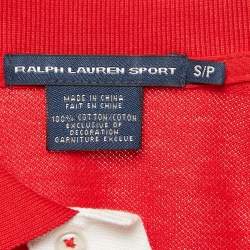 RALPH LAUREN SPORT S/P
MADE IN CHINA
FAIT EN CHINE
100% COTTON/COTON
EXCLUSIVE OF
DECORATION
GARNITURE EXCLUE